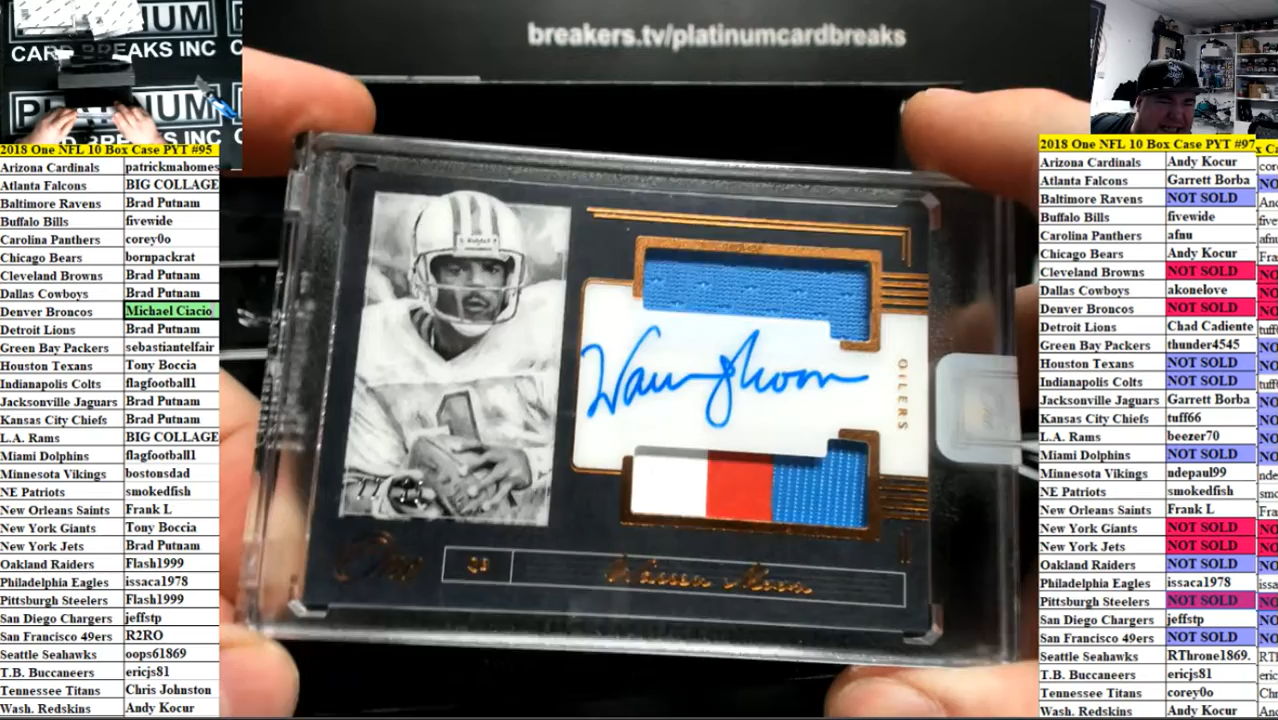 CARD BREAKS INC
PLATINUM
CARD BREAKS INC
breakers.tv/platinumcardbreaks
2018 One NFL 10 Box Case PYT #95
Arizona Cardinals patrickmahomes
Atlanta Falcons BIG COLLAGE
Baltimore Ravens Brad Putnam
Buffalo Bills fivewide
Carolina Panthers corey0o
Chicago Bears bornpackrat
Cleveland Browns Brad Putnam
Dallas Cowboys Brad Putnam
Denver Broncos Michael Ciacio
Detroit Lions Brad Putnam
Green Bay Packers sebastiantelfair
Houston Texans Tony Boccia
Indianapolis Colts flagfootball1
Jacksonville Jaguars Brad Putnam
Kansas City Chiefs Brad Putnam
L.A. Rams BIG COLLAGE
Miami Dolphins flagfootball1
Minnesota Vikings bostonsdad
NE Patriots smokedfish
New Orleans Saints Frank L
New York Giants Tony Boccia
New York Jets Brad Putnam
Oakland Raiders Flash1999
Philadelphia Eagles issaca1978
Pittsburgh Steelers Flash1999
San Diego Chargers jeffstp
San Francisco 49ers R2RO
Seattle Seahawks oops61869
T.B. Buccaneers ericjs81
Tennessee Titans Chris Johnston
Wash. Redskins Andy Kocur
Warren Moon
OILERS
1
One
QB
Warren Moon
2018 One NFL 10 Box Case PYT #97
Arizona Cardinals Andy Kocur
Atlanta Falcons Garrett Borba
Baltimore Ravens NOT SOLD
Buffalo Bills fivewide
Carolina Panthers afnu
Chicago Bears Andy Kocur
Cleveland Browns NOT SOLD
Dallas Cowboys akonelove
Denver Broncos NOT SOLD
Detroit Lions Chad Cadiente
Green Bay Packers thunder4545
Houston Texans NOT SOLD
Indianapolis Colts NOT SOLD
Jacksonville Jaguars Garrett Borba
Kansas City Chiefs tuff66
L.A. Rams beezer70
Miami Dolphins NOT SOLD
Minnesota Vikings ndepaul99
NE Patriots smokedfish
New Orleans Saints Frank L
New York Giants NOT SOLD
New York Jets NOT SOLD
Oakland Raiders NOT SOLD
Philadelphia Eagles issaca1978
Pittsburgh Steelers NOT SOLD
San Diego Chargers jeffstp
San Francisco 49ers NOT SOLD
Seattle Seahawks RThrone1869.
T.B. Buccaneers ericjs81
Tennessee Titans corey0o
Wash. Redskins Andy Kocur